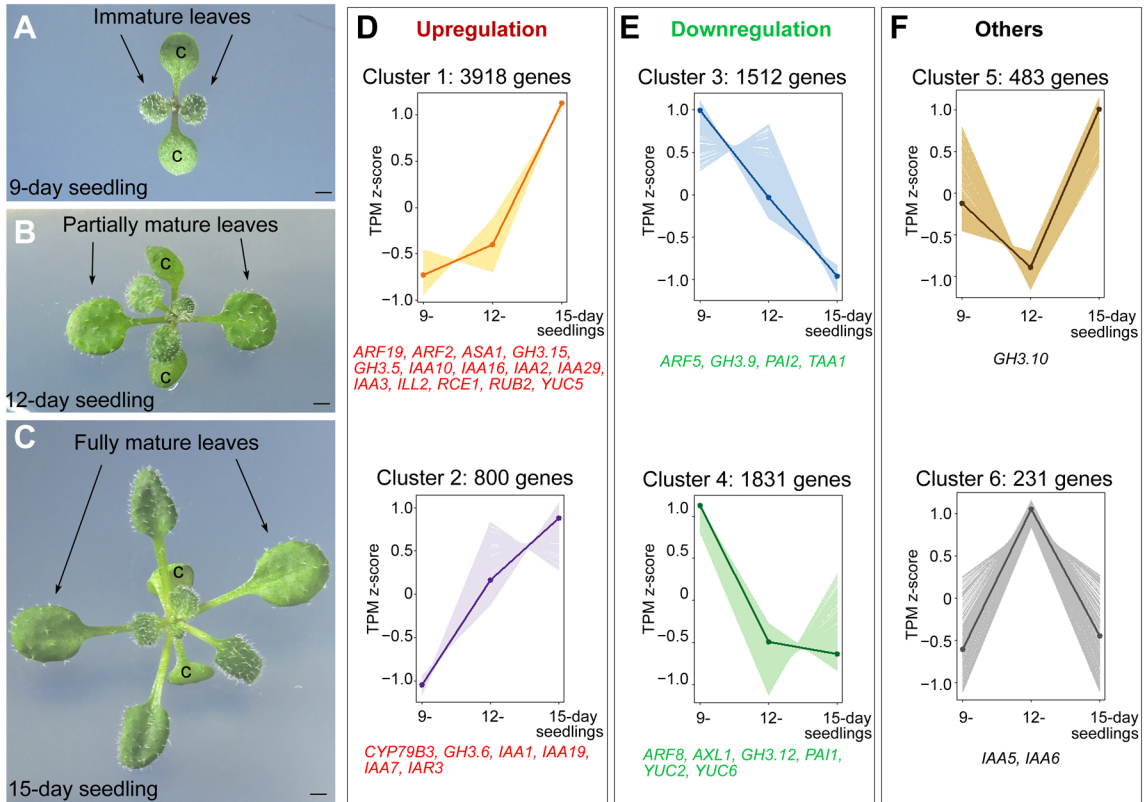 A
Immature leaves
C
C
9-day seedling
B
Partially mature leaves
C
C
12-day seedling
C
Fully mature leaves
C
C
15-day seedling
D
Upregulation
Cluster 1: 3918 genes
TPM z-score
1.0
0.5
0
−0.5
−1.0
9-
12-
15-day
seedlings
ARF19, ARF2, ASA1, GH3.15,
GH3.5, IAA10, IAA16, IAA2, IAA29,
IAA3, ILL2, RCE1, RUB2, YUC5
Cluster 2: 800 genes
TPM z-score
1.0
0.5
0
−0.5
−1.0
9-
12-
15-day
seedlings
CYP79B3, GH3.6, IAA1, IAA19,
IAA7, IAR3
E
Downregulation
Cluster 3: 1512 genes
TPM z-score
1.0
0.5
0
−0.5
−1.0
9-
12-
15-day
seedlings
ARF5, GH3.9, PAI2, TAA1
Cluster 4: 1831 genes
TPM z-score
1.0
0.5
0
−0.5
−1.0
9-
12-
15-day
seedlings
ARF8, AXL1, GH3.12, PAI1,
YUC2, YUC6
F
Others
Cluster 5: 483 genes
TPM z-score
1.0
0.5
0
−0.5
−1.0
9-
12-
15-day
seedlings
GH3.10
Cluster 6: 231 genes
TPM z-score
1.0
0.5
0
−0.5
−1.0
9-
12-
15-day
seedlings
IAA5, IAA6